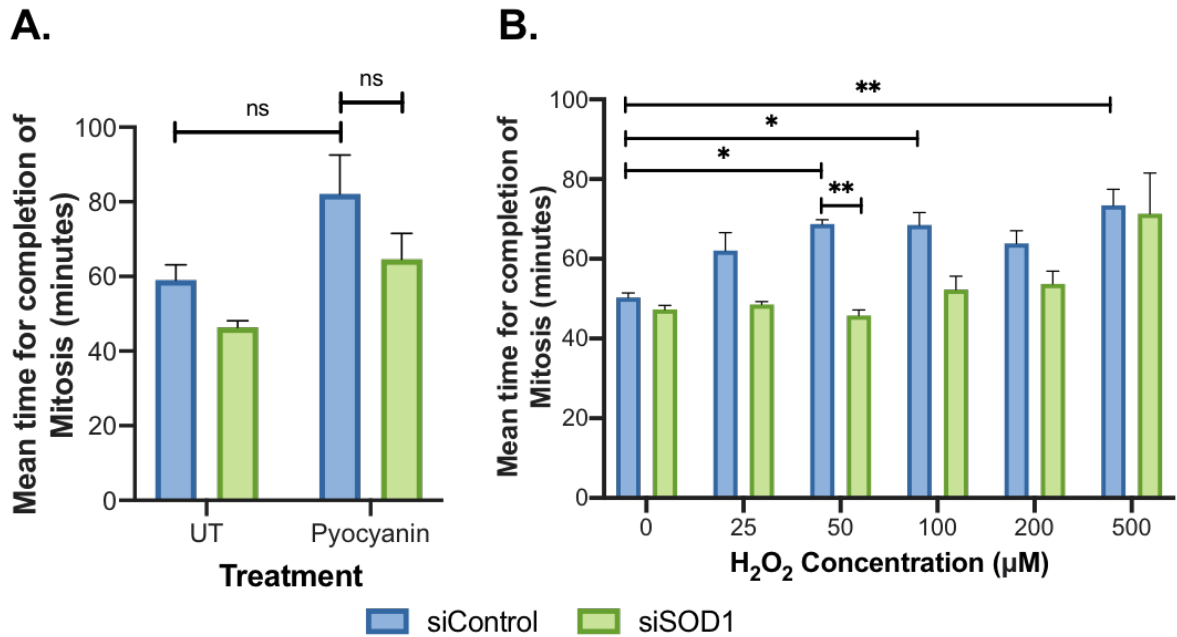 A.
Mean time for completion of
Mitosis (minutes)
100
80
60
40
20
0
ns
ns
UT
Pyocyanin
Treatment
B.
Mean time for completion of
Mitosis (minutes)
100
80
60
40
20
0
**
*
*
**
0
25
50
100
200
500
H₂O₂ Concentration (µM)
siControl
siSOD1